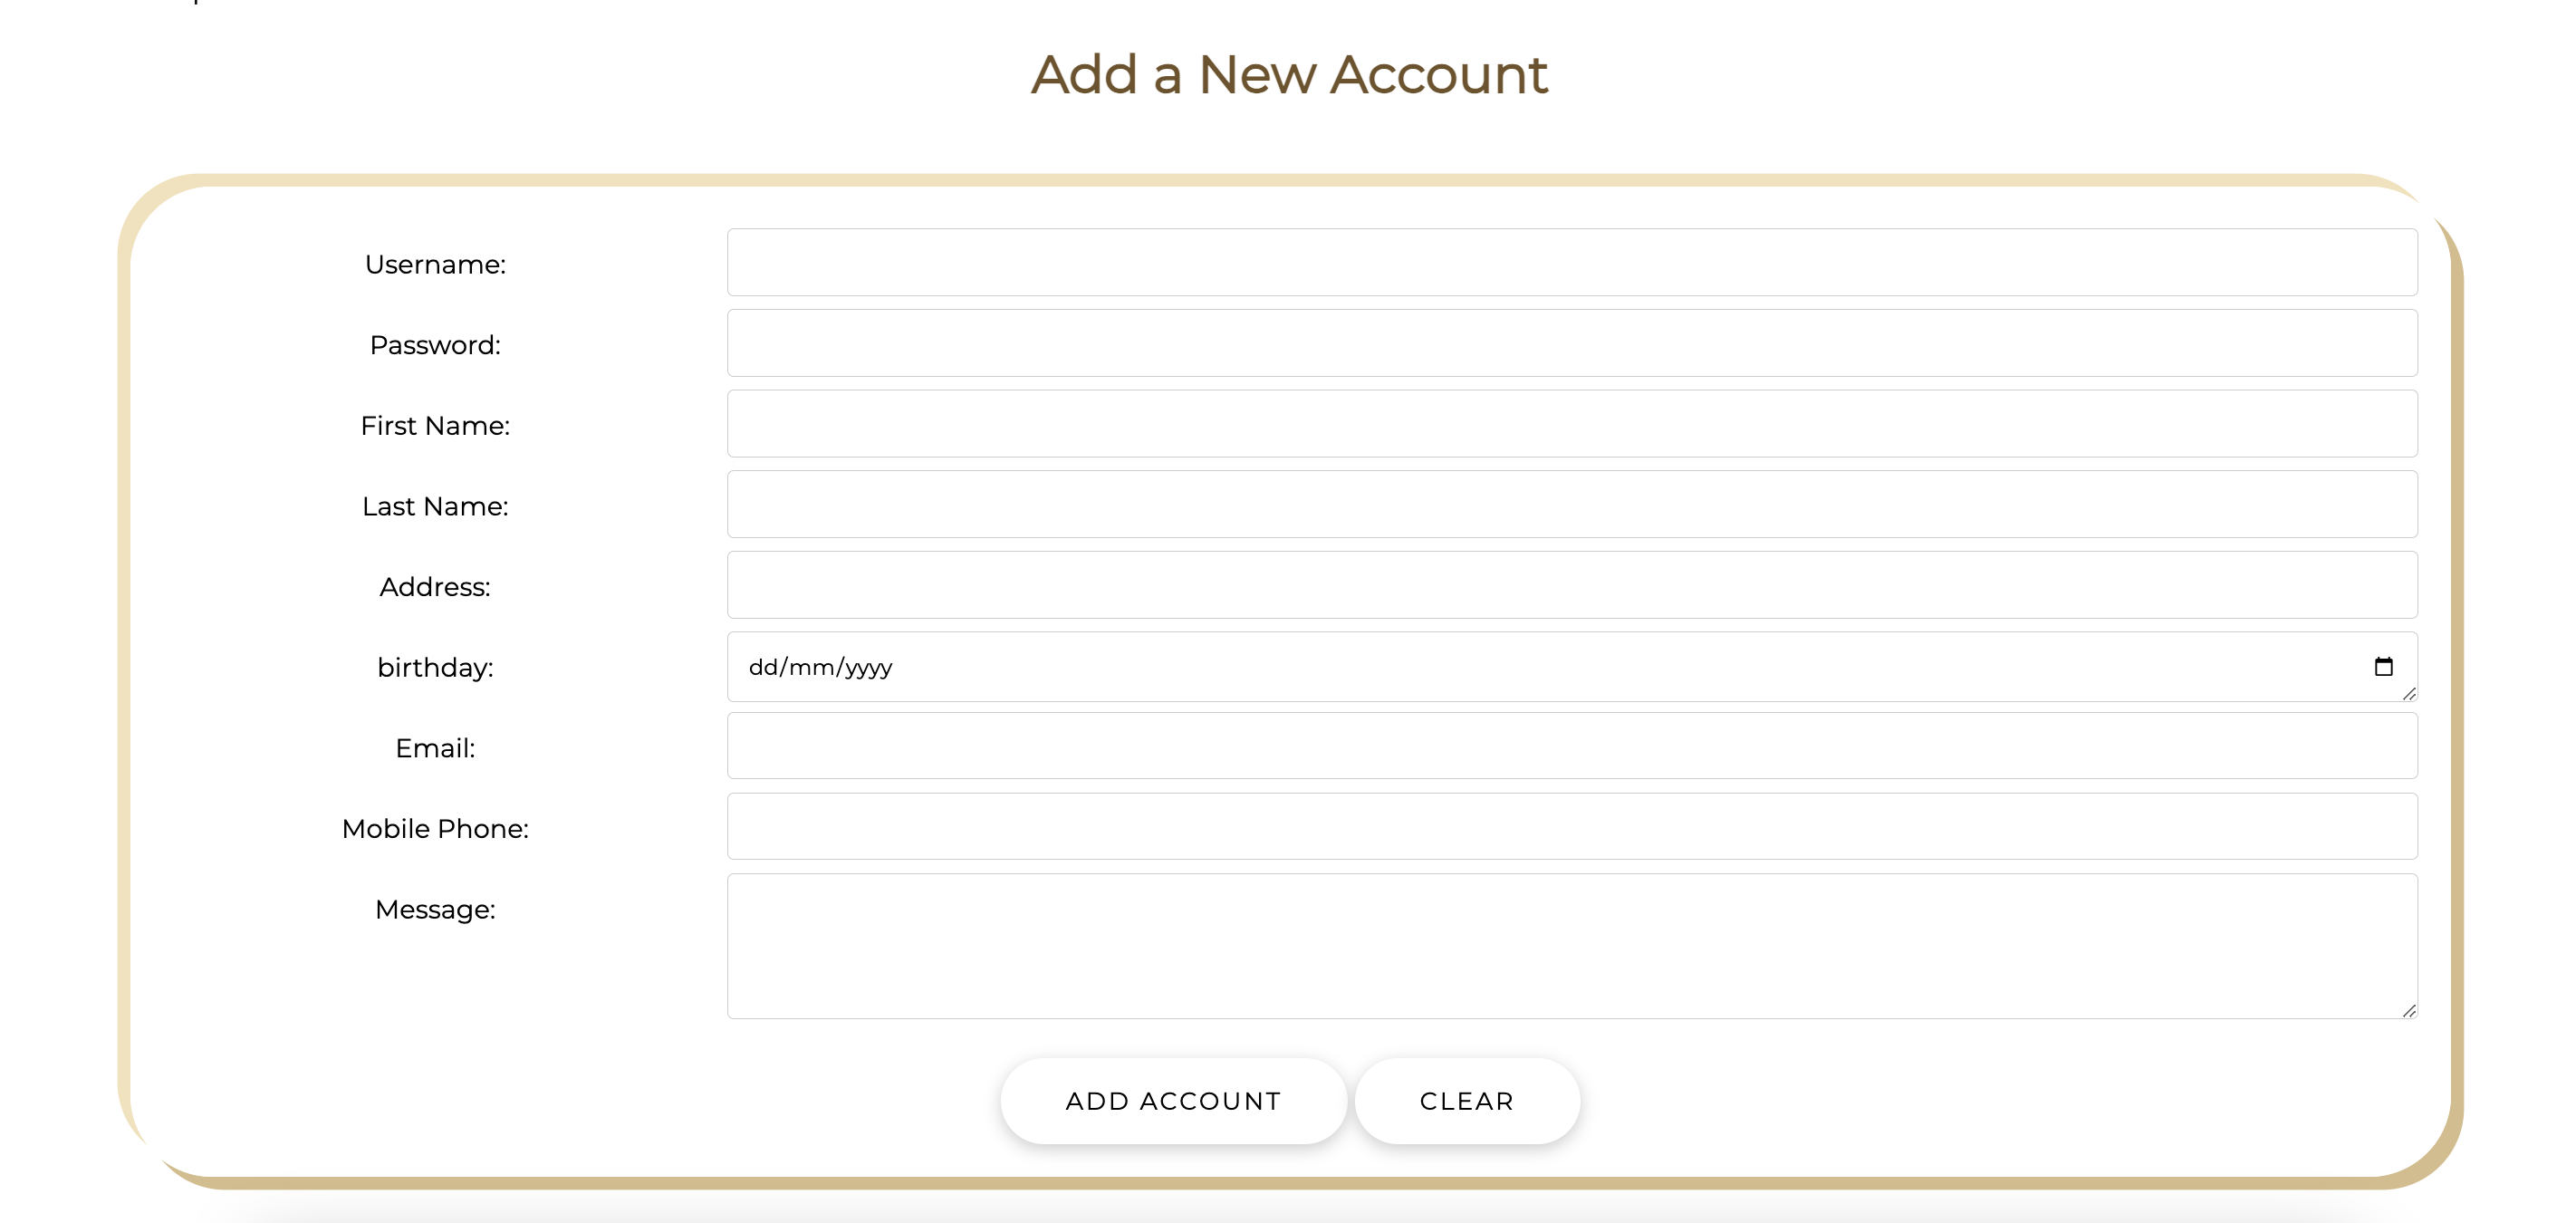 Add a New Account
Username:
Password:
First Name:
Last Name:
Address:
birthday:
dd/mm/yyyy
Email:
Mobile Phone:
Message:
ADD ACCOUNT
CLEAR